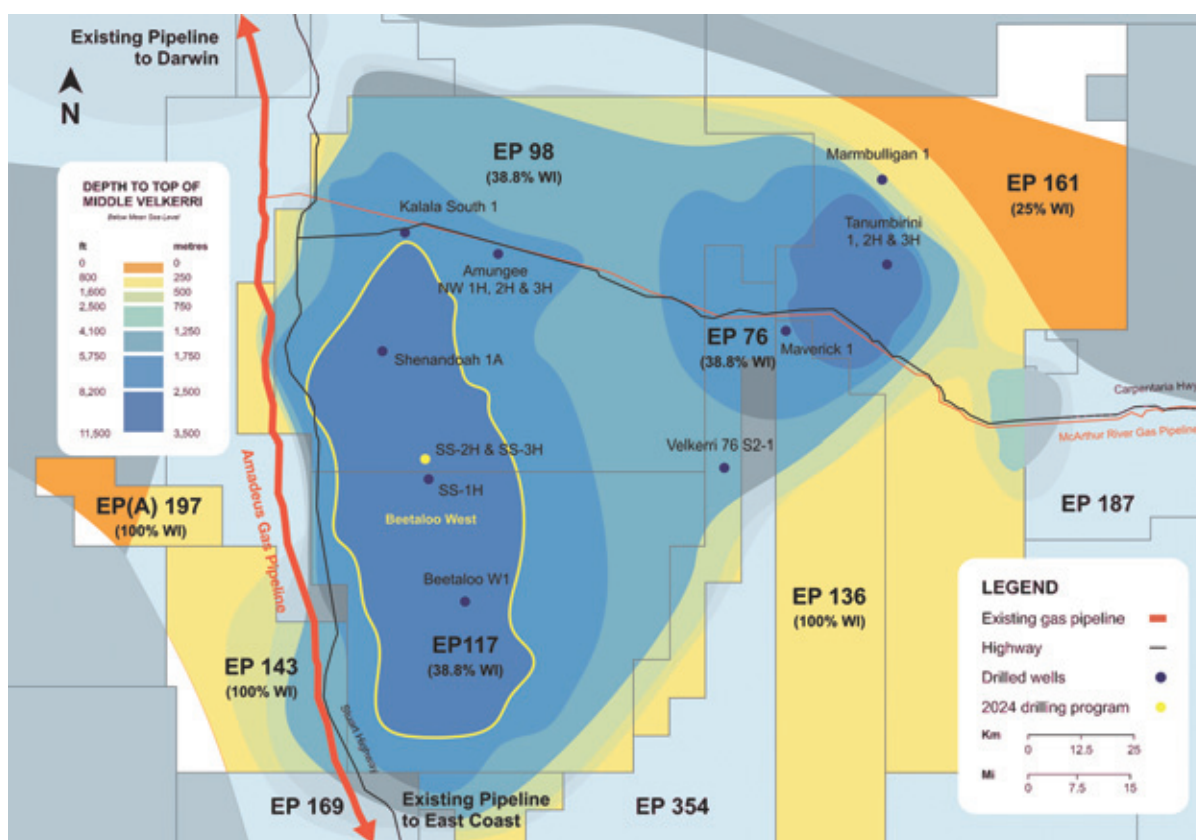 Existing Pipeline
to Darwin
N
DEPTH TO TOP OF
MIDDLE VELKERRI
Below Mean Sea Level
ft
metres
0
0
800
250
1,600
500
2,500
750
4,100
1,250
5,750
1,750
8,200
2,500
11,500
3,500
EP 98
(38.8% WI)
Marmbulligan 1
EP 161
(25% WI)
Kalala South 1
Tanumbirini
1, 2H & 3H
Amungee
NW 1H, 2H & 3H
EP 76
(38.8% WI)
Maverick 1
Shenandoah 1A
Carpentaria Hwy
McArthur River Gas Pipeline
SS-2H & SS-3H
Velkerri 76 S2-1
SS-1H
Beetaloo West
EP(A) 197
(100% WI)
Amadeus Gas Pipeline
EP 187
Beetaloo W1
EP117
(38.8% WI)
EP 136
(100% WI)
EP 143
(100% WI)
Stuart Highway
LEGEND
Existing gas pipeline
Highway
Drilled wells
2024 drilling program
Km
0
12.5
25
Mi
0
7.5
15
EP 169
Existing Pipeline
to East Coast
EP 354